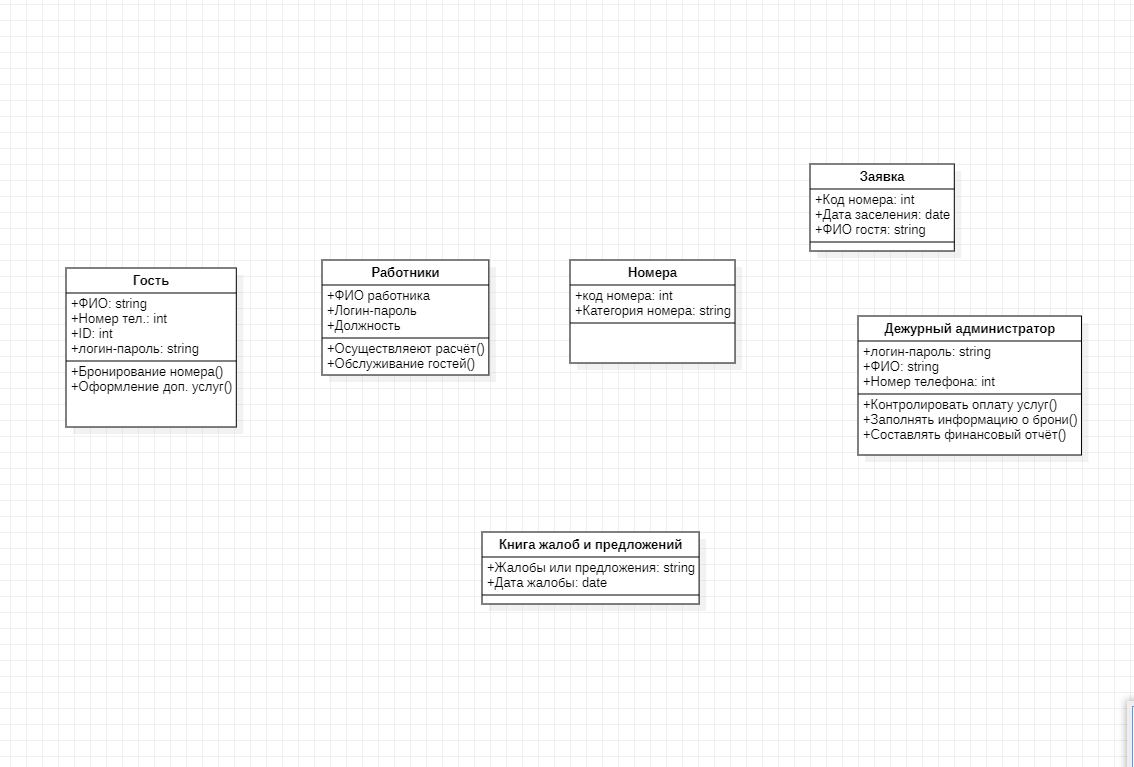 Заявка
+Код номера: int
+Дата заселения: date
+ФИО гостя: string
Гость
+ФИО: string
+Номер тел.: int
+ID: int
+логин-пароль: string
+Бронирование номера()
+Оформление доп. услуг()
Работники
+ФИО работника
+Логин-пароль
+Должность
+Осуществляеют расчёт()
+Обслуживание гостей()
Номера
+код номера: int
+Категория номера: string
Дежурный администратор
+логин-пароль: string
+ФИО: string
+Номер телефона: int
+Контролировать оплату услуг()
+Заполнять информацию о брони()
+Составлять финансовый отчёт()
Книга жалоб и предложений
+Жалобы или предложения: string
+Дата жалобы: date